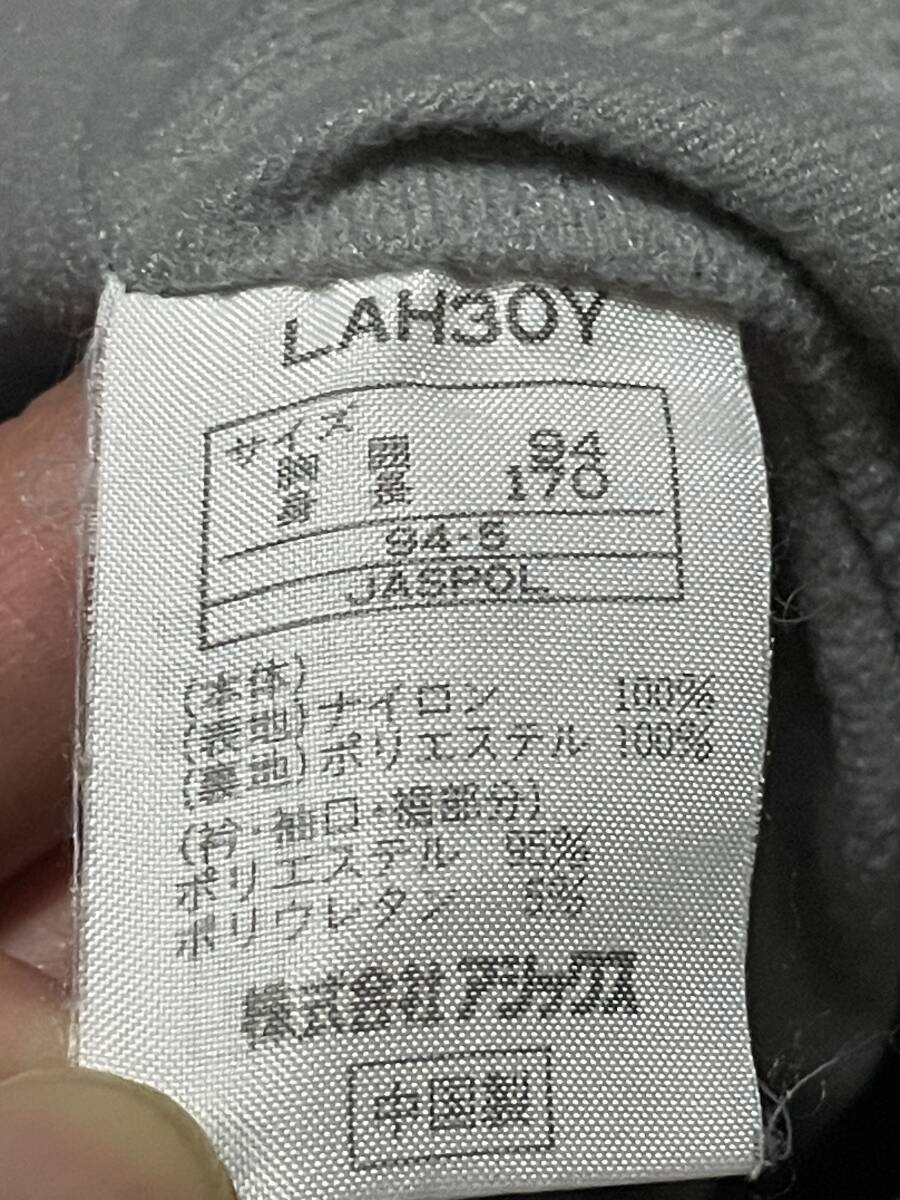 LAH30Y
サイズ
胸 囲 94
身 長 170
94-5
JASPOL
(本体)
(表地) ナイロン 100%
(裏地) ポリエステル 100%
(衿・袖口・裾部分)
ポリエステル 95%
ポリウレタン 5%
株式会社アシックス
中国製